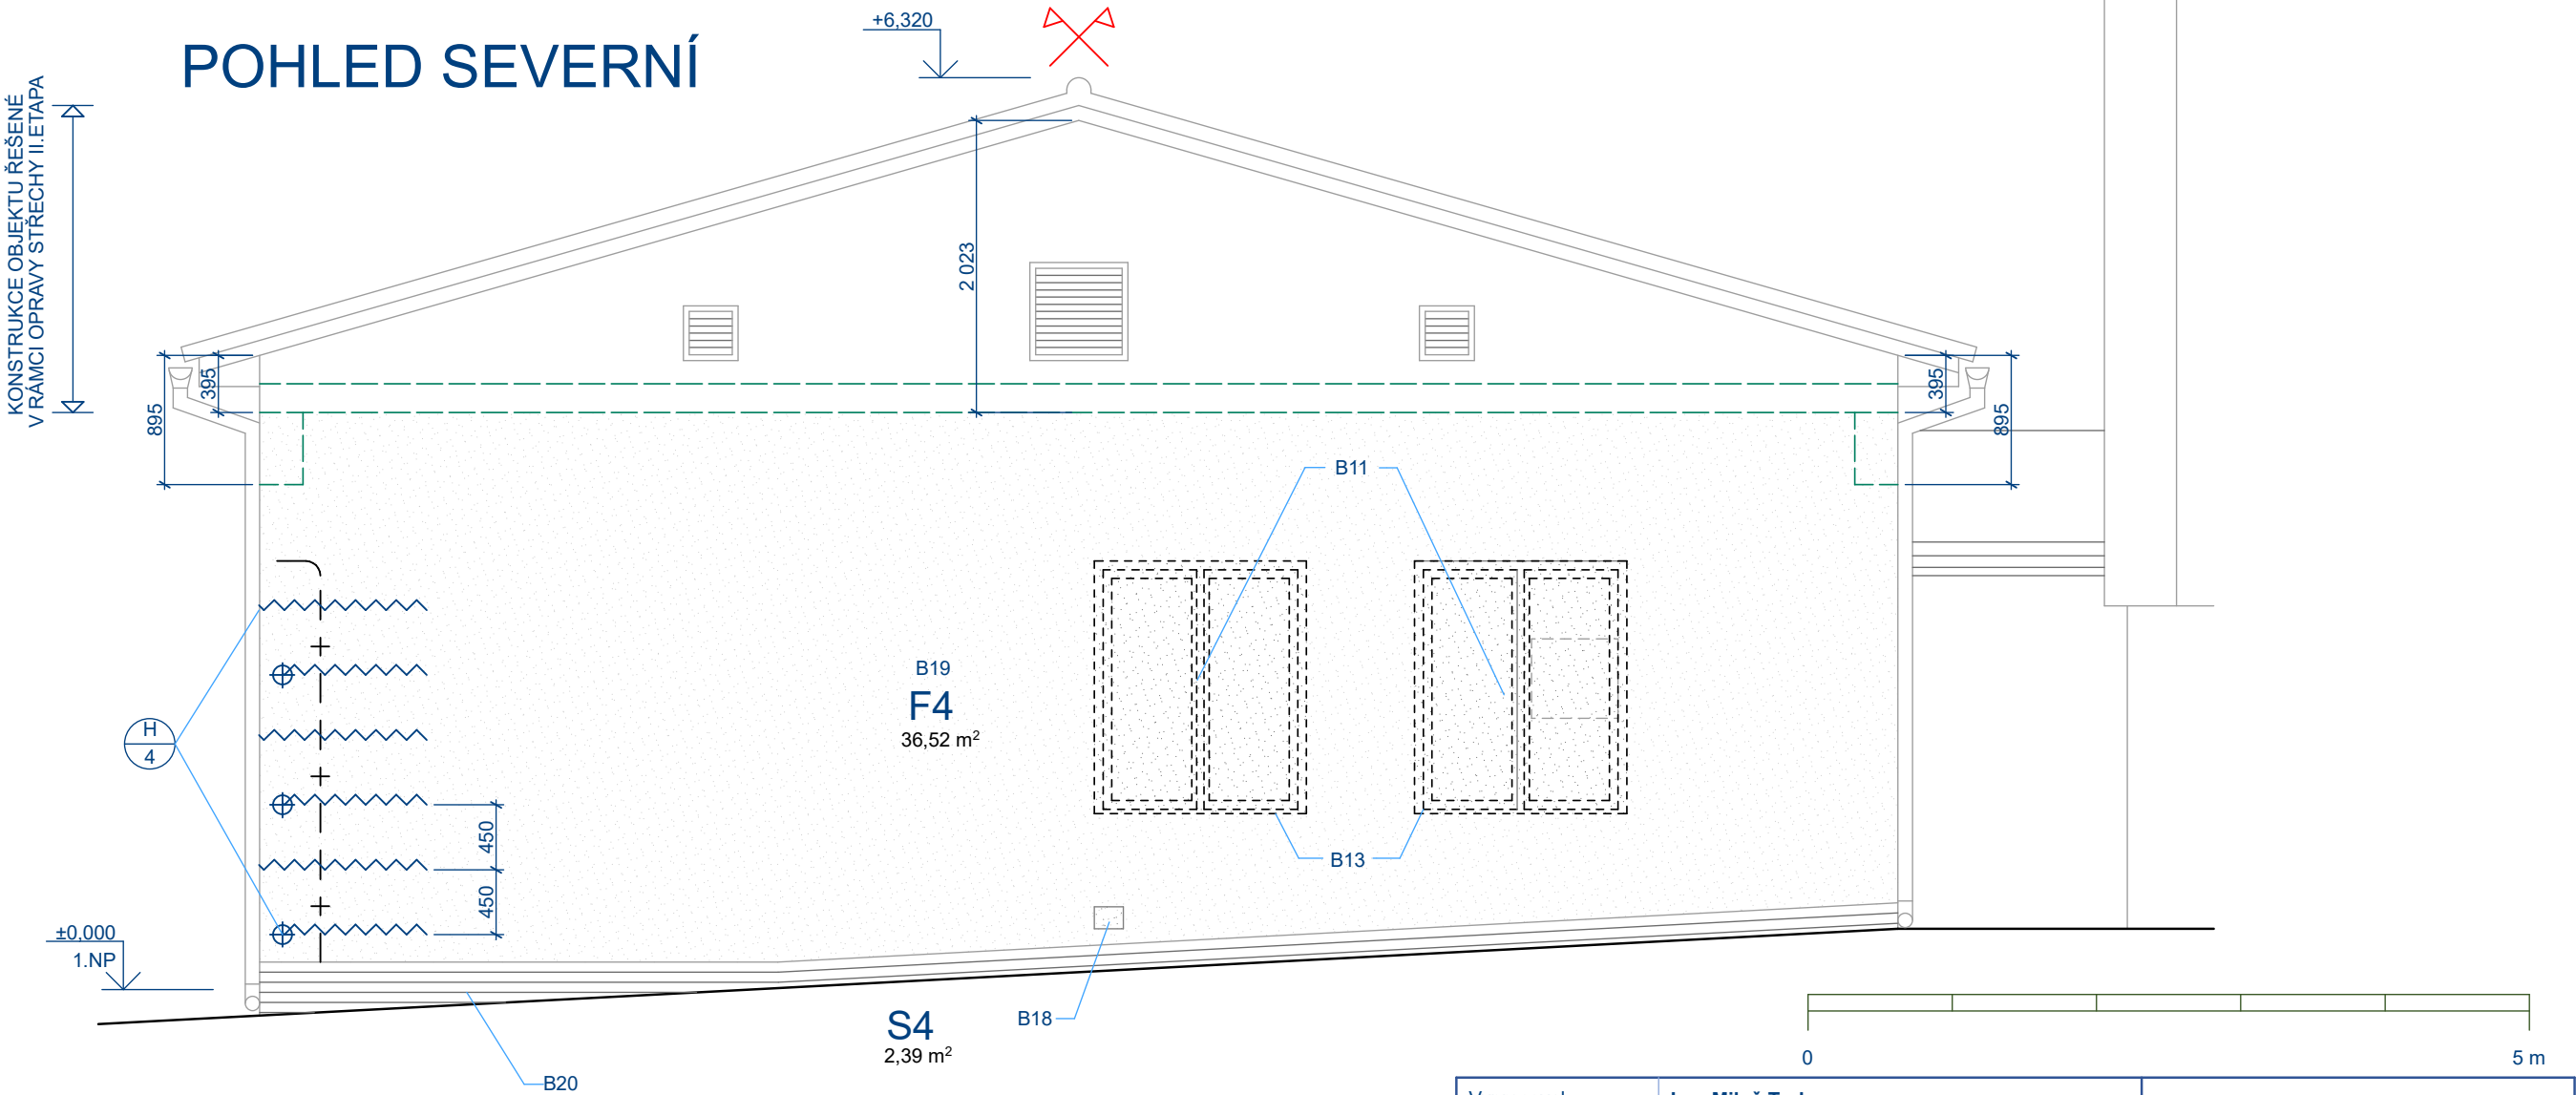 POHLED SEVERNÍ
+6,320
KONSTRUKCE OBJEKTU ŘEŠENÉ
V RÁMCI OPRAVY STŘECHY II.ETAPA
2 023
395
895
395
895
B11
B19
F4
36,52 m²
H
4
B13
450
450
±0,000
1.NP
S4
2,39 m²
B18
B20
0
5 m